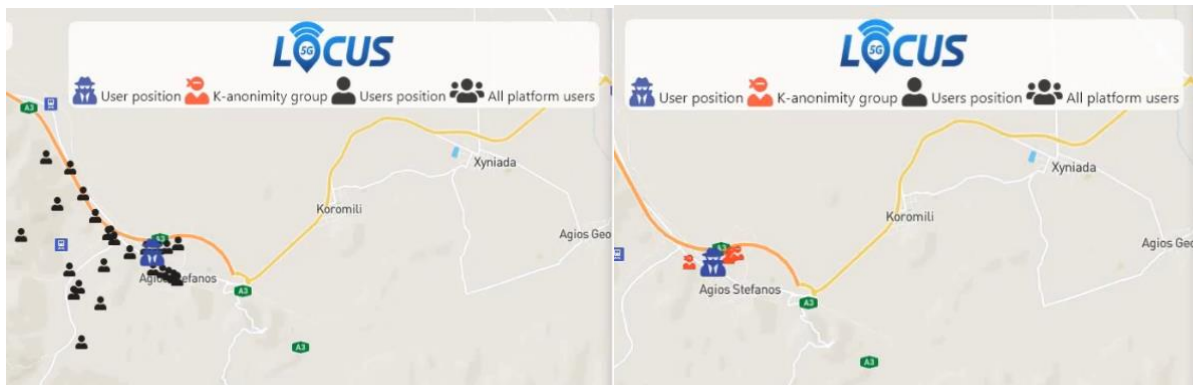 LOCUS
5G
User position K-anonimity group Users position All platform users
A3
Xyniada
Koromili
Agios Geo
A3
Agios Stefanos
A3
A3
LOCUS
5G
User position K-anonimity group Users position All platform users
Xyniada
Koromili
Agios Geo
A3
Agios Stefanos
A3
A3